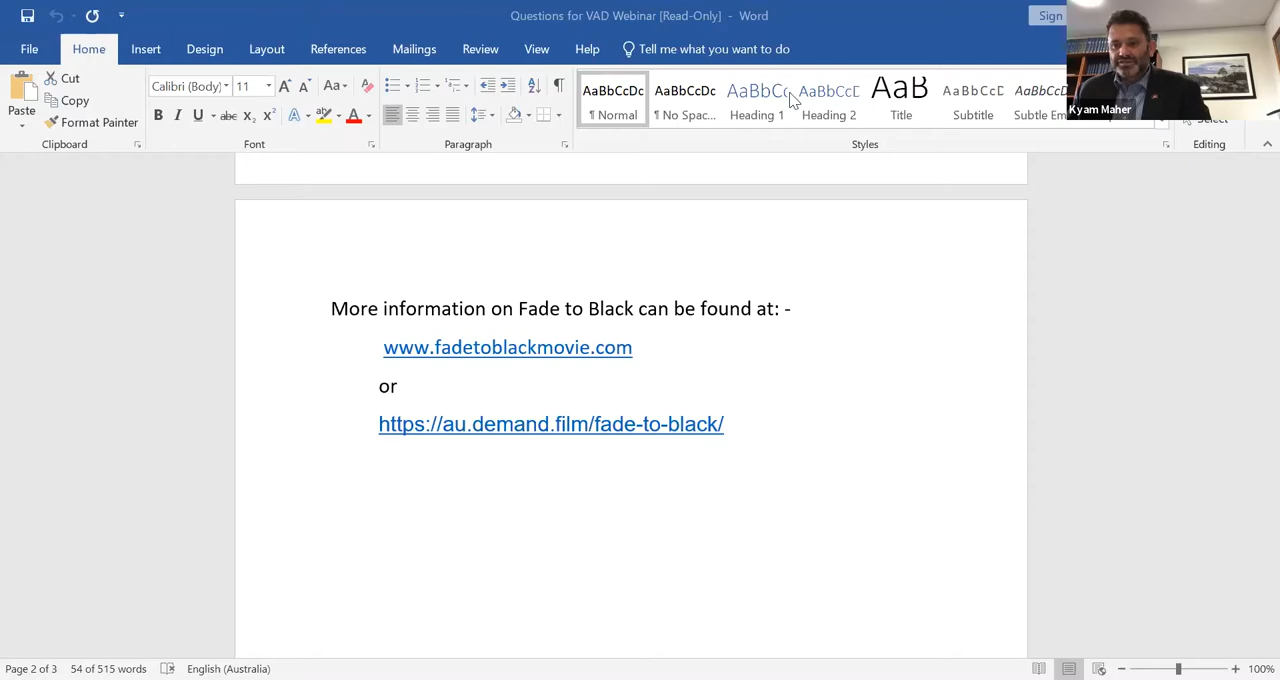 Questions for VAD Webinar [Read-Only] - Word
Sign
File Home Insert Design Layout References Mailings Review View Help Tell me what you want to do
Paste
Cut
Copy
Format Painter
Calibri (Body) 11
AaBbCcDc AaBbCcDc AaBbCc AaBbCcD AaB AaBbCcD AaBbCcD
¶ Normal ¶ No Spac... Heading 1 Heading 2 Title Subtitle Subtle Em
Select
Clipboard Font Paragraph Styles Editing
Kyam Maher
More information on Fade to Black can be found at: -
www.fadetoblackmovie.com
or
https://au.demand.film/fade-to-black/
Page 2 of 3 54 of 515 words English (Australia) 100%